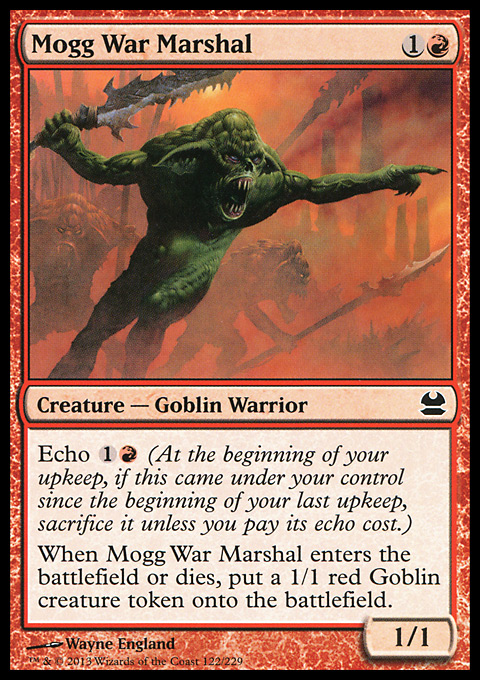 Mogg War Marshal 1
Creature — Goblin Warrior
Echo 1 (At the beginning of your
upkeep, if this came under your control
since the beginning of your last upkeep,
sacrifice it unless you pay its echo cost.)
When Mogg War Marshal enters the
battlefield or dies, put a 1/1 red Goblin
creature token onto the battlefield.
Wayne England
1/1
™ & © 2013 Wizards of the Coast 122/229